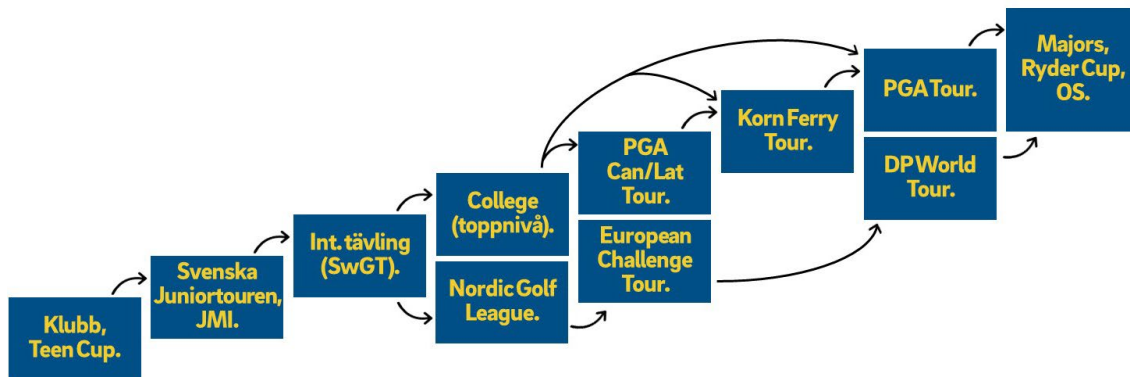 Klubb,
Teen Cup.
Svenska
Juniortouren,
JMI.
Int. tävling
(SwGT).
College
(toppnivå).
Nordic Golf
League.
PGA
Can/Lat
Tour.
European
Challenge
Tour.
Korn Ferry
Tour.
PGA Tour.
DP World
Tour.
Majors,
Ryder Cup,
OS.